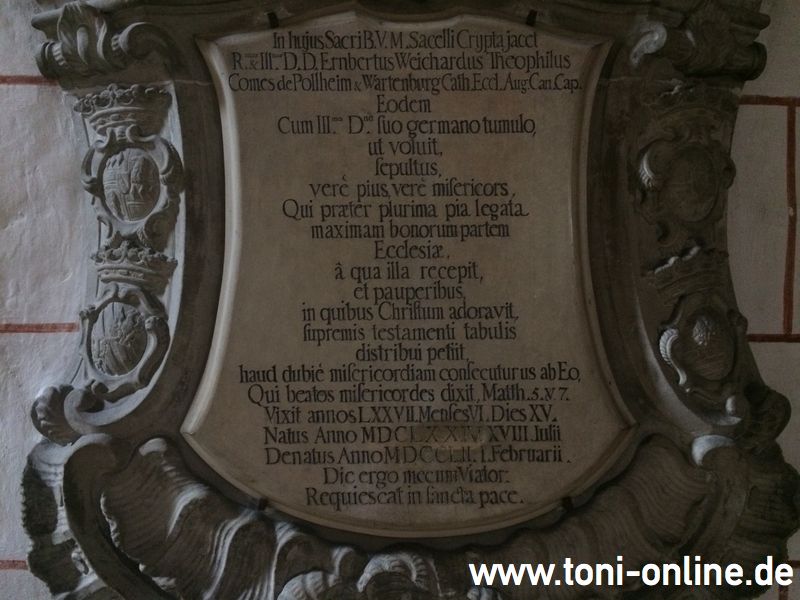 In hujus Sacri B.V.M. Sacelli Crypta jacet
R.mus & Ill.mus D.D. Ernbertus Weichardus Theophilus
Comes de Pollheim & Wartenburg Cath. Eccl. Aug. Can. Cap.
Eodem
Cum Ill.mo D.no ſuo germano tumulo,
ut voluit,
ſepultus,
verè pius, verè miſericors,
Qui præter plurima pia legata
maximam bonorum partem
Ecclesiæ,
â qua illa recepit,
et pauperibus,
in quibus Chriſtum adoravit,
ſupremis testamenti tabulis
distribui petiit,
haud dubiè miſericordiam conſecuturus ab Eo,
Qui beatos miſericordes dixit, Matth. 5. v. 7.
Vixit annos LXXVII. Menſes VI. Dies XV.
Natus Anno MDCLXXIV XVIII. Julii
Denatus Anno MDCCLII. I. Februarii.
Dic ergo mecum Viator:
Requieſcat in ſancta pace.
www.toni-online.de